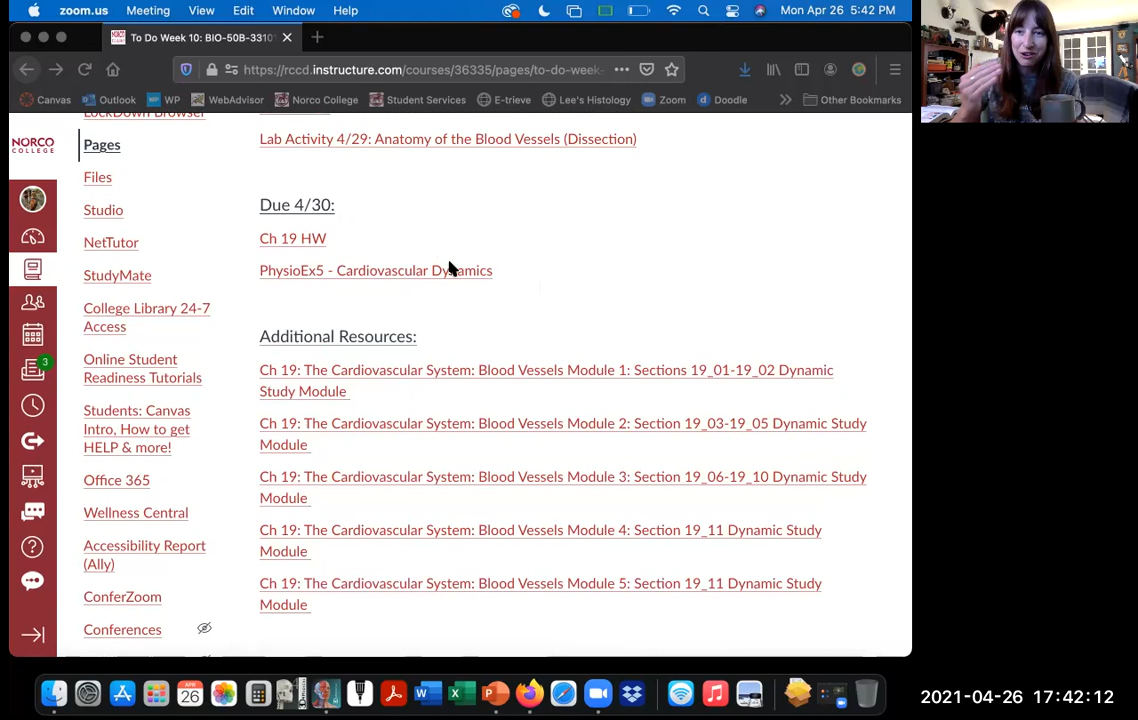 zoom.us Meeting View Edit Window Help Mon Apr 26 5:42 PM
To Do Week 10: BIO-50B-3310
https://rccd.instructure.com/courses/36335/pages/to-do-week-
Canvas Outlook WP WebAdvisor Norco College Student Services E-trieve Lee's Histology Zoom Doodle Other Bookmarks
LockDown Browser
NORCO
COLLEGE
Pages
Files
Studio
NetTutor
StudyMate
College Library 24-7
Access
Online Student
Readiness Tutorials
3
Students: Canvas
Intro, How to get
HELP & more!
Office 365
Wellness Central
Accessibility Report
(Ally)
ConferZoom
Conferences
Lab Activity 4/29: Anatomy of the Blood Vessels (Dissection)
Due 4/30:
Ch 19 HW
PhysioEx5 - Cardiovascular Dynamics
Additional Resources:
Ch 19: The Cardiovascular System: Blood Vessels Module 1: Sections 19_01-19_02 Dynamic
Study Module
Ch 19: The Cardiovascular System: Blood Vessels Module 2: Section 19_03-19_05 Dynamic Study
Module
Ch 19: The Cardiovascular System: Blood Vessels Module 3: Section 19_06-19_10 Dynamic Study
Module
Ch 19: The Cardiovascular System: Blood Vessels Module 4: Section 19_11 Dynamic Study
Module
Ch 19: The Cardiovascular System: Blood Vessels Module 5: Section 19_11 Dynamic Study
Module
APR
26
2021-04-26 17:42:12